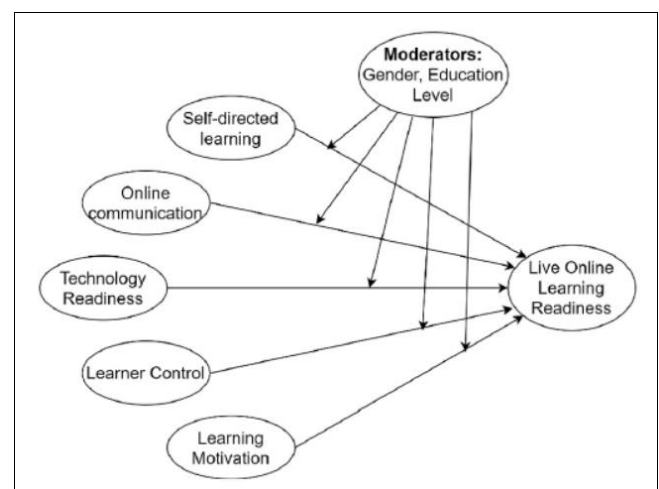 Moderators:
Gender, Education
Level
Self-directed
learning
Online
communication
Technology
Readiness
Live Online
Learning
Readiness
Learner Control
Learning
Motivation